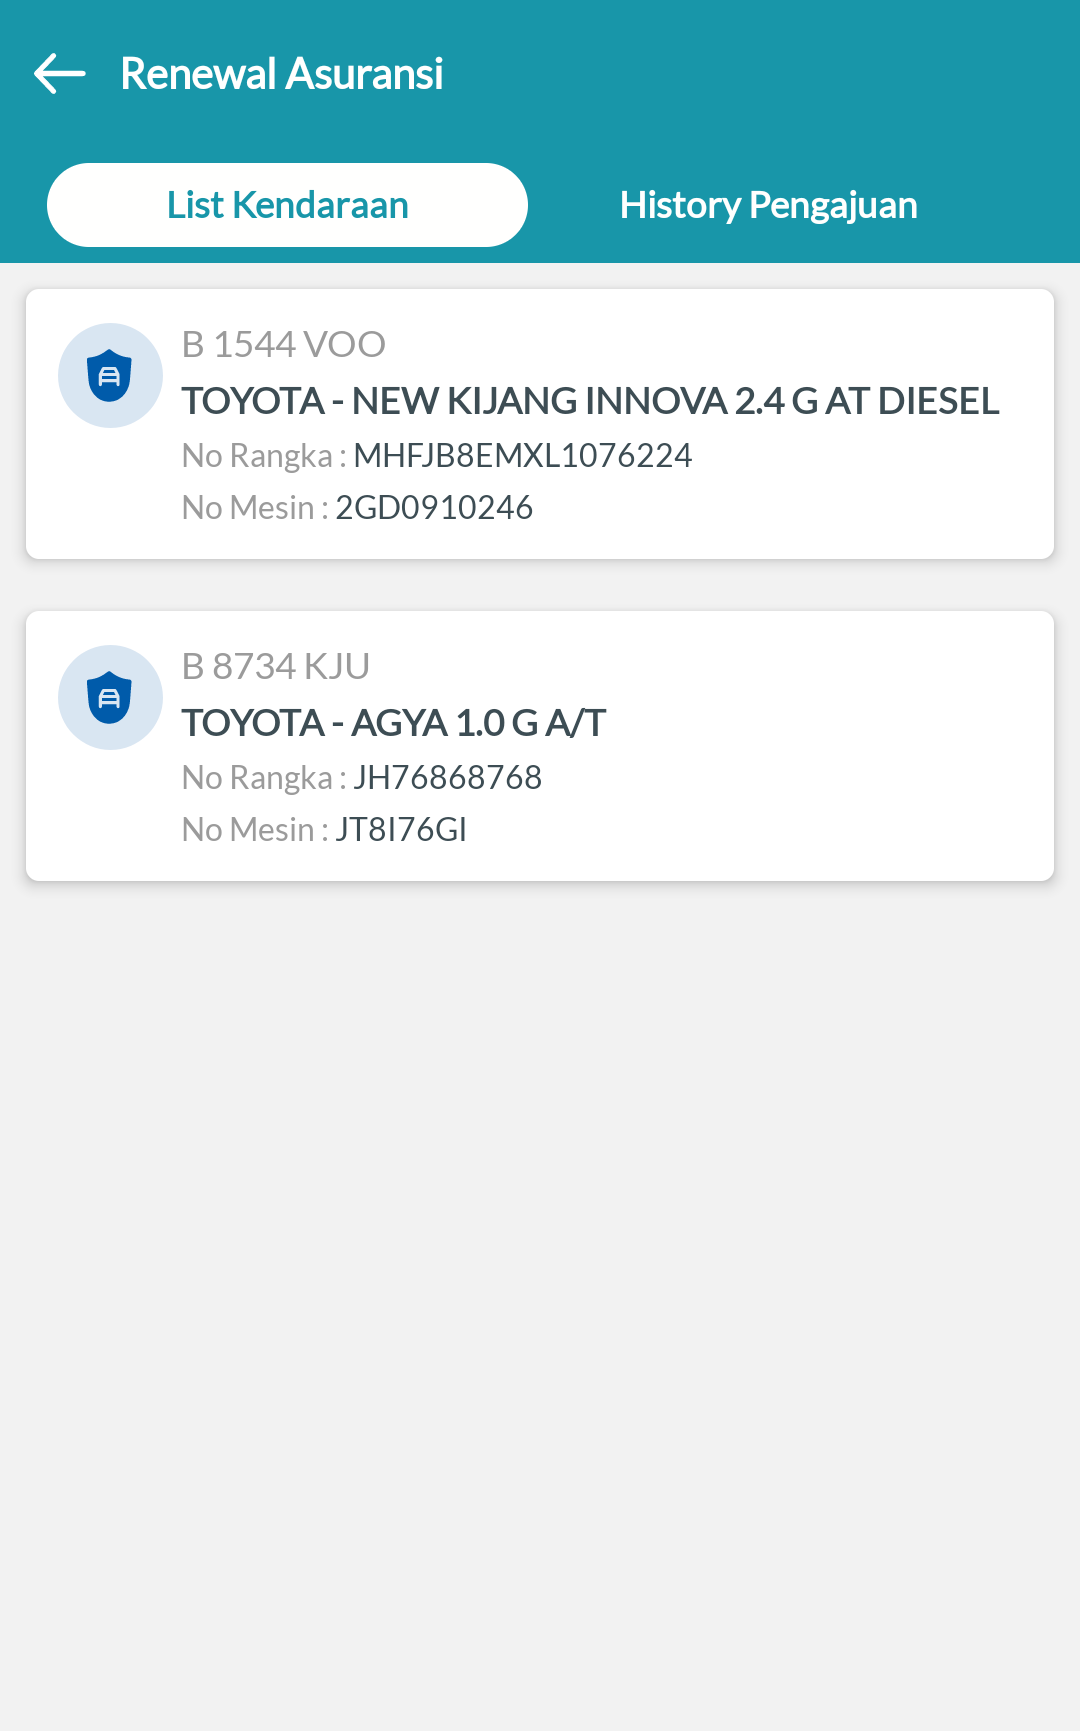 Renewal Asuransi
List Kendaraan
History Pengajuan
B 1544 VOO
TOYOTA - NEW KIJANG INNOVA 2.4 G AT DIESEL
No Rangka : MHFJB8EMXL1076224
No Mesin : 2GD0910246
B 8734 KJU
TOYOTA - AGYA 1.0 G A/T
No Rangka : JH76868768
No Mesin : JT8I76GI